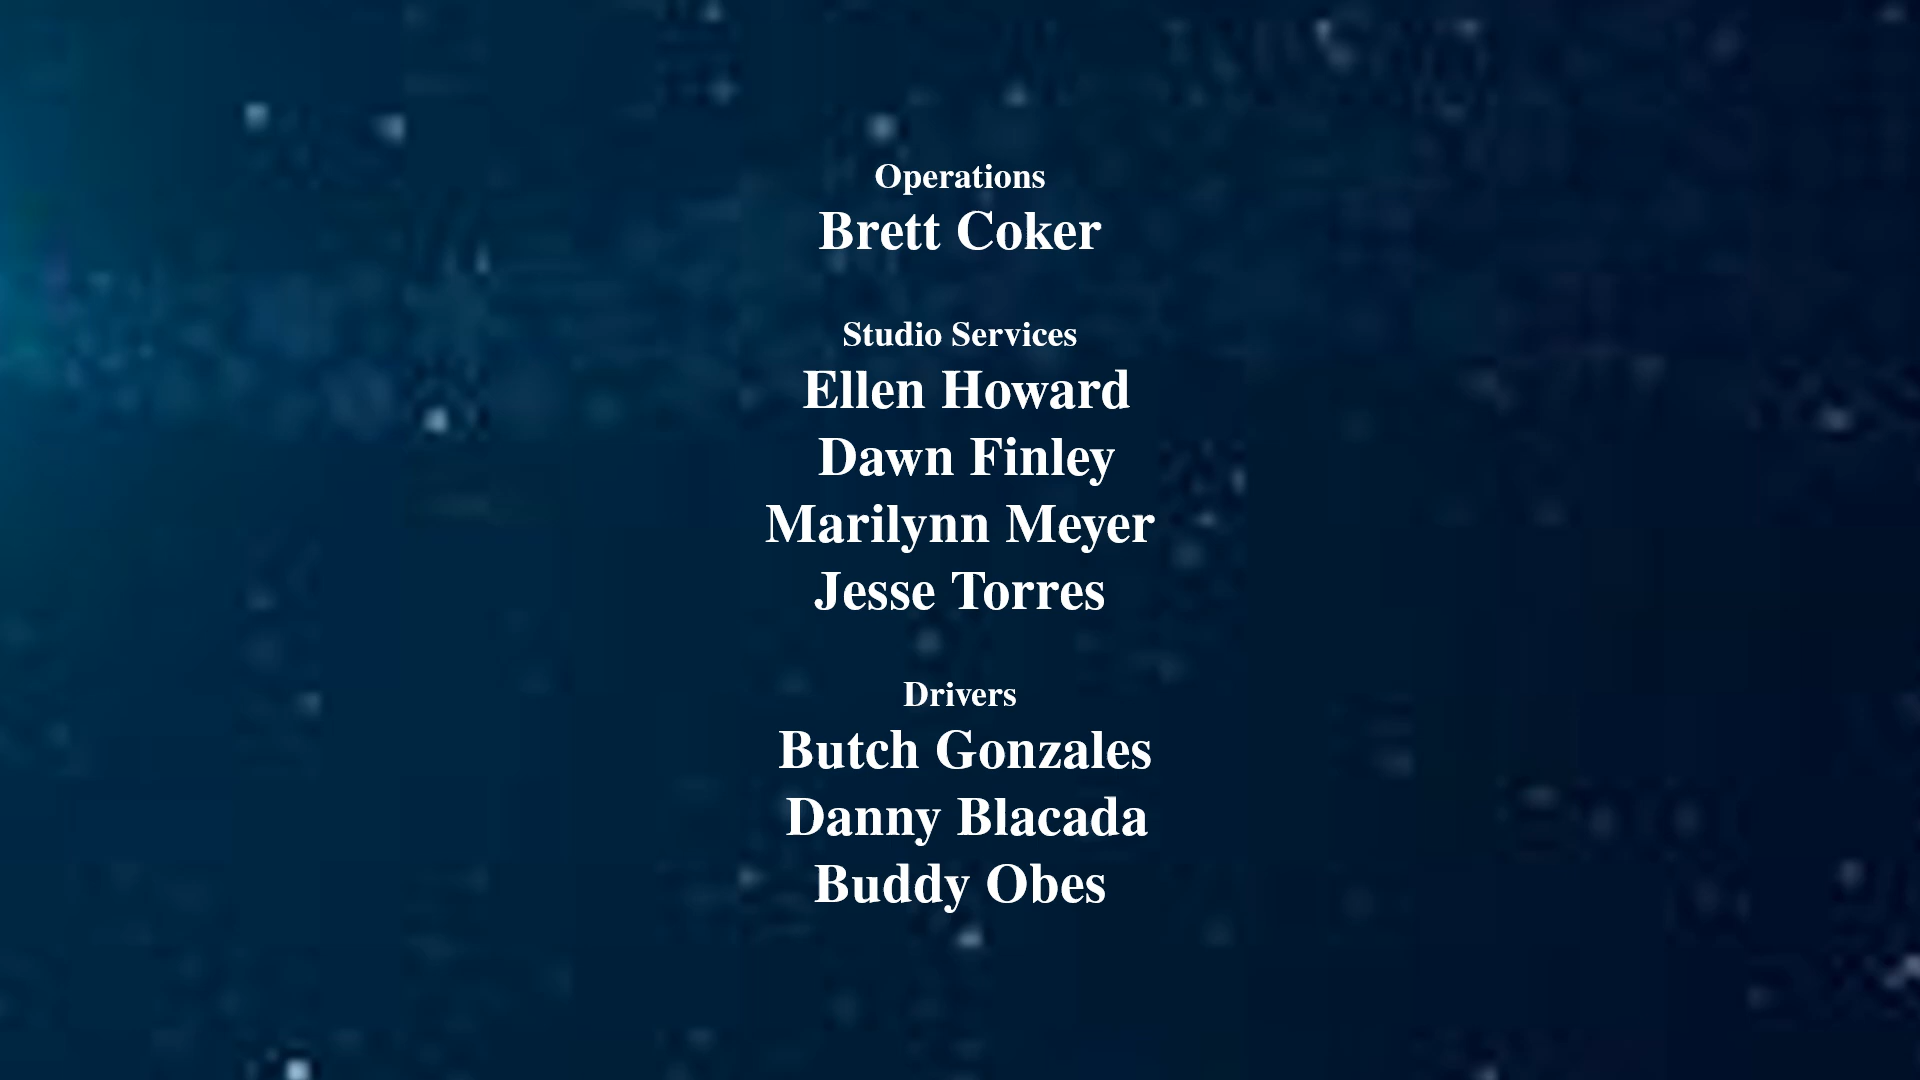 Operations
Brett Coker
Studio Services
Ellen Howard
Dawn Finley
Marilynn Meyer
Jesse Torres
Drivers
Butch Gonzales
Danny Blacada
Buddy Obes